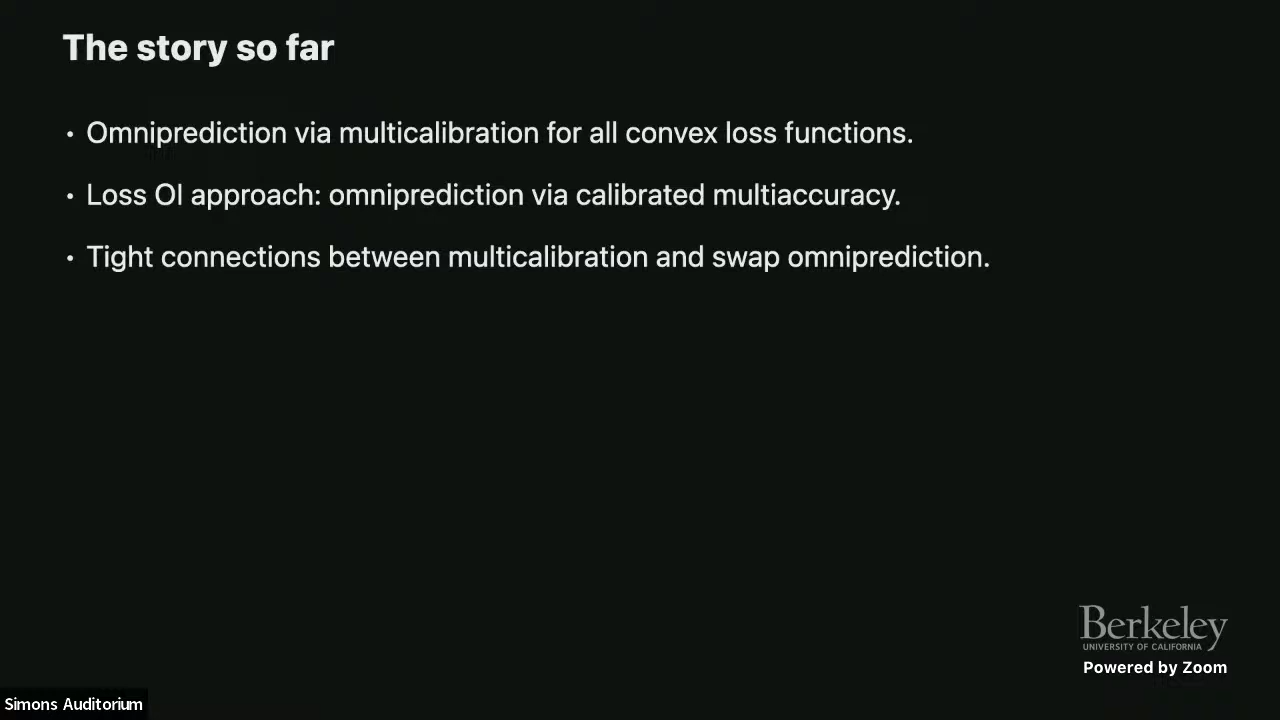 The story so far
• Omniprediction via multicalibration for all convex loss functions.
• Loss OI approach: omniprediction via calibrated multiaccuracy.
• Tight connections between multicalibration and swap omniprediction.
Berkeley
UNIVERSITY OF CALIFORNIA
Powered by Zoom
Simons Auditorium